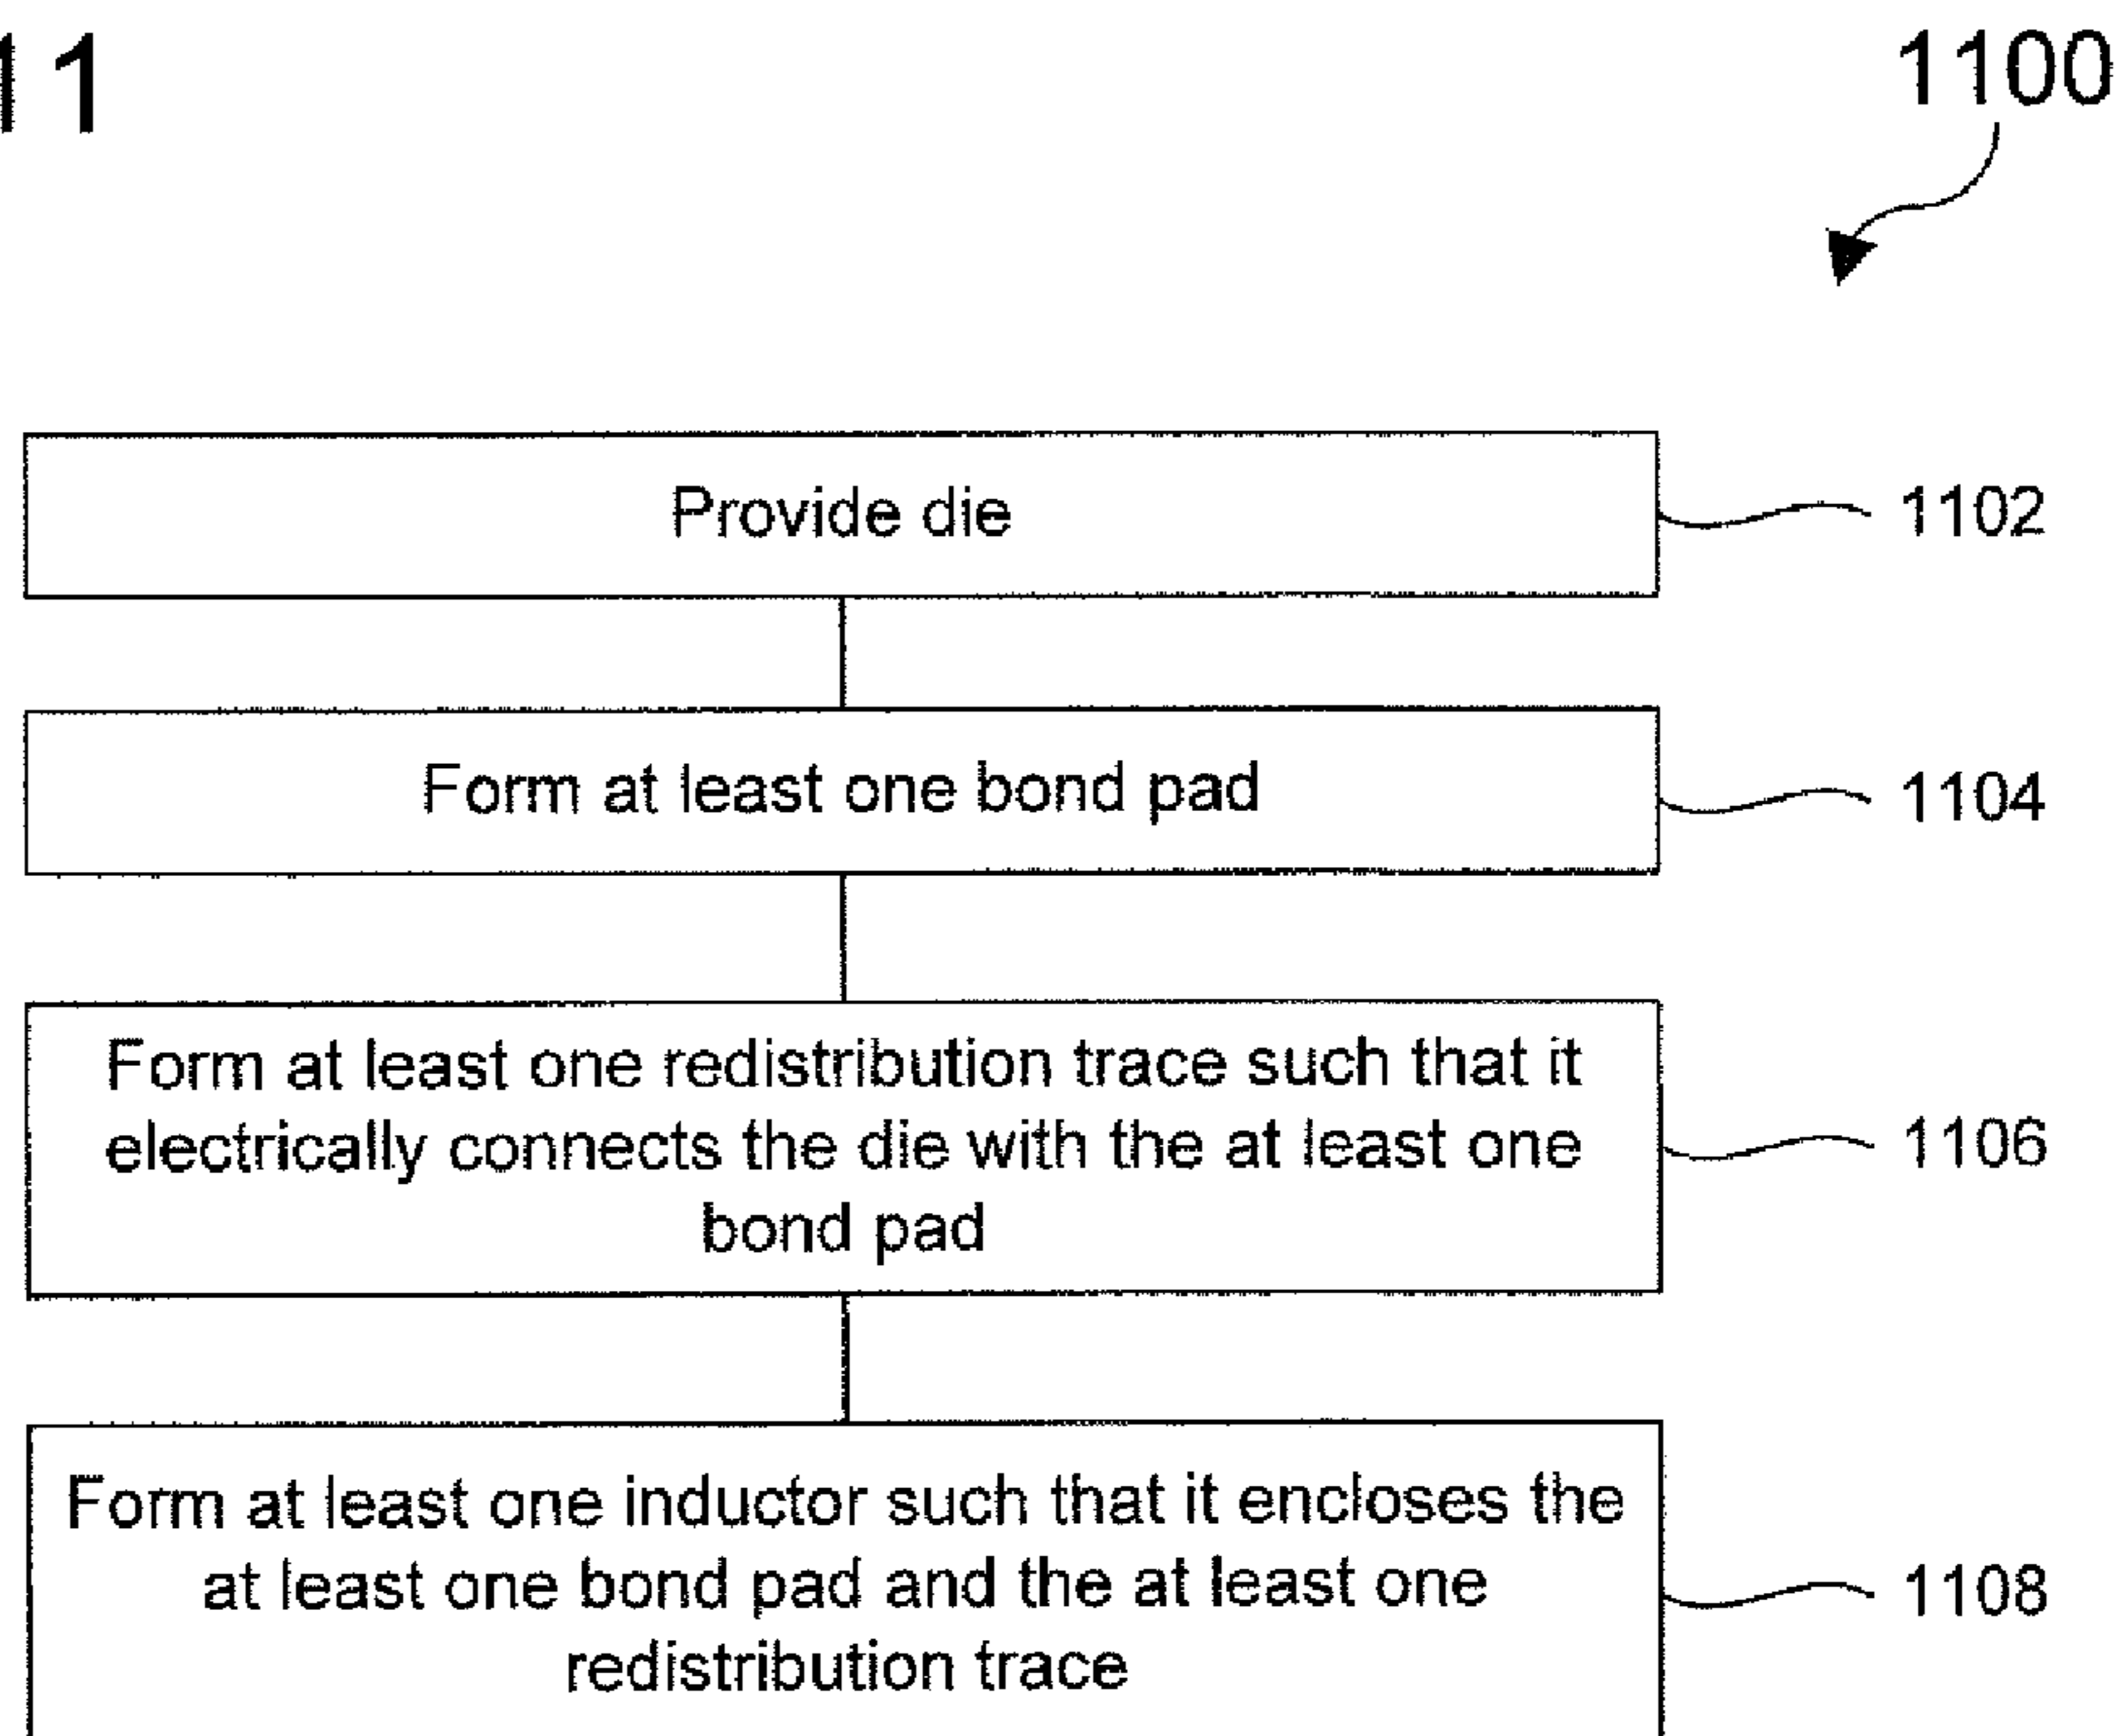 11
1100
Provide die
1102
Form at least one bond pad
1104
Form at least one redistribution trace such that it
electrically connects the die with the at least one
bond pad
1106
Form at least one inductor such that it encloses the
at least one bond pad and the at least one
redistribution trace
1108